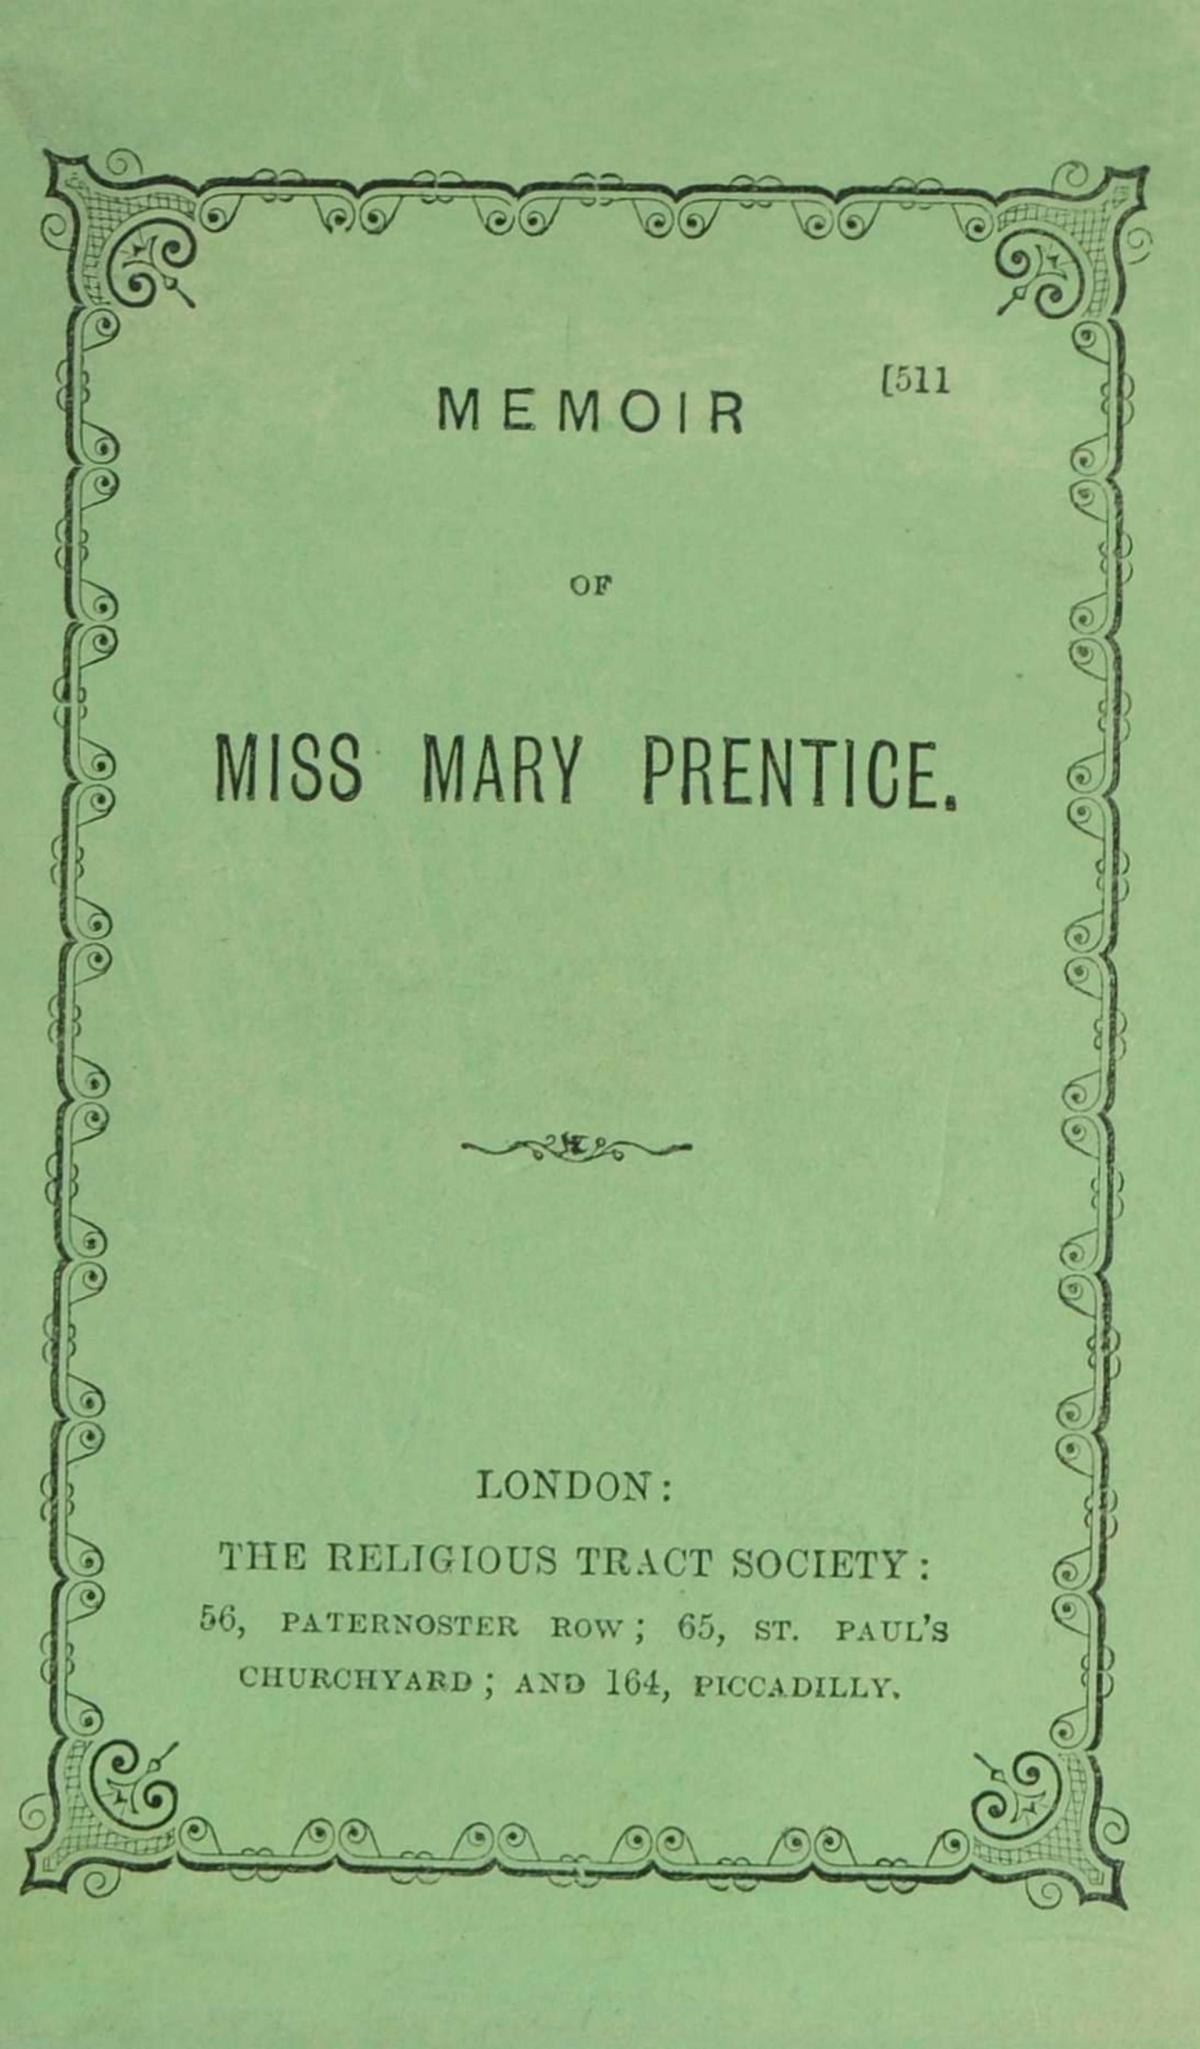 [511
MEMOIR
OF
MISS MARY PRENTICE.
LONDON:
THE RELIGIOUS TRACT SOCIETY:
56, PATERNOSTER ROW; 65, ST. PAUL'S
CHURCHYARD; AND 164, PICCADILLY.